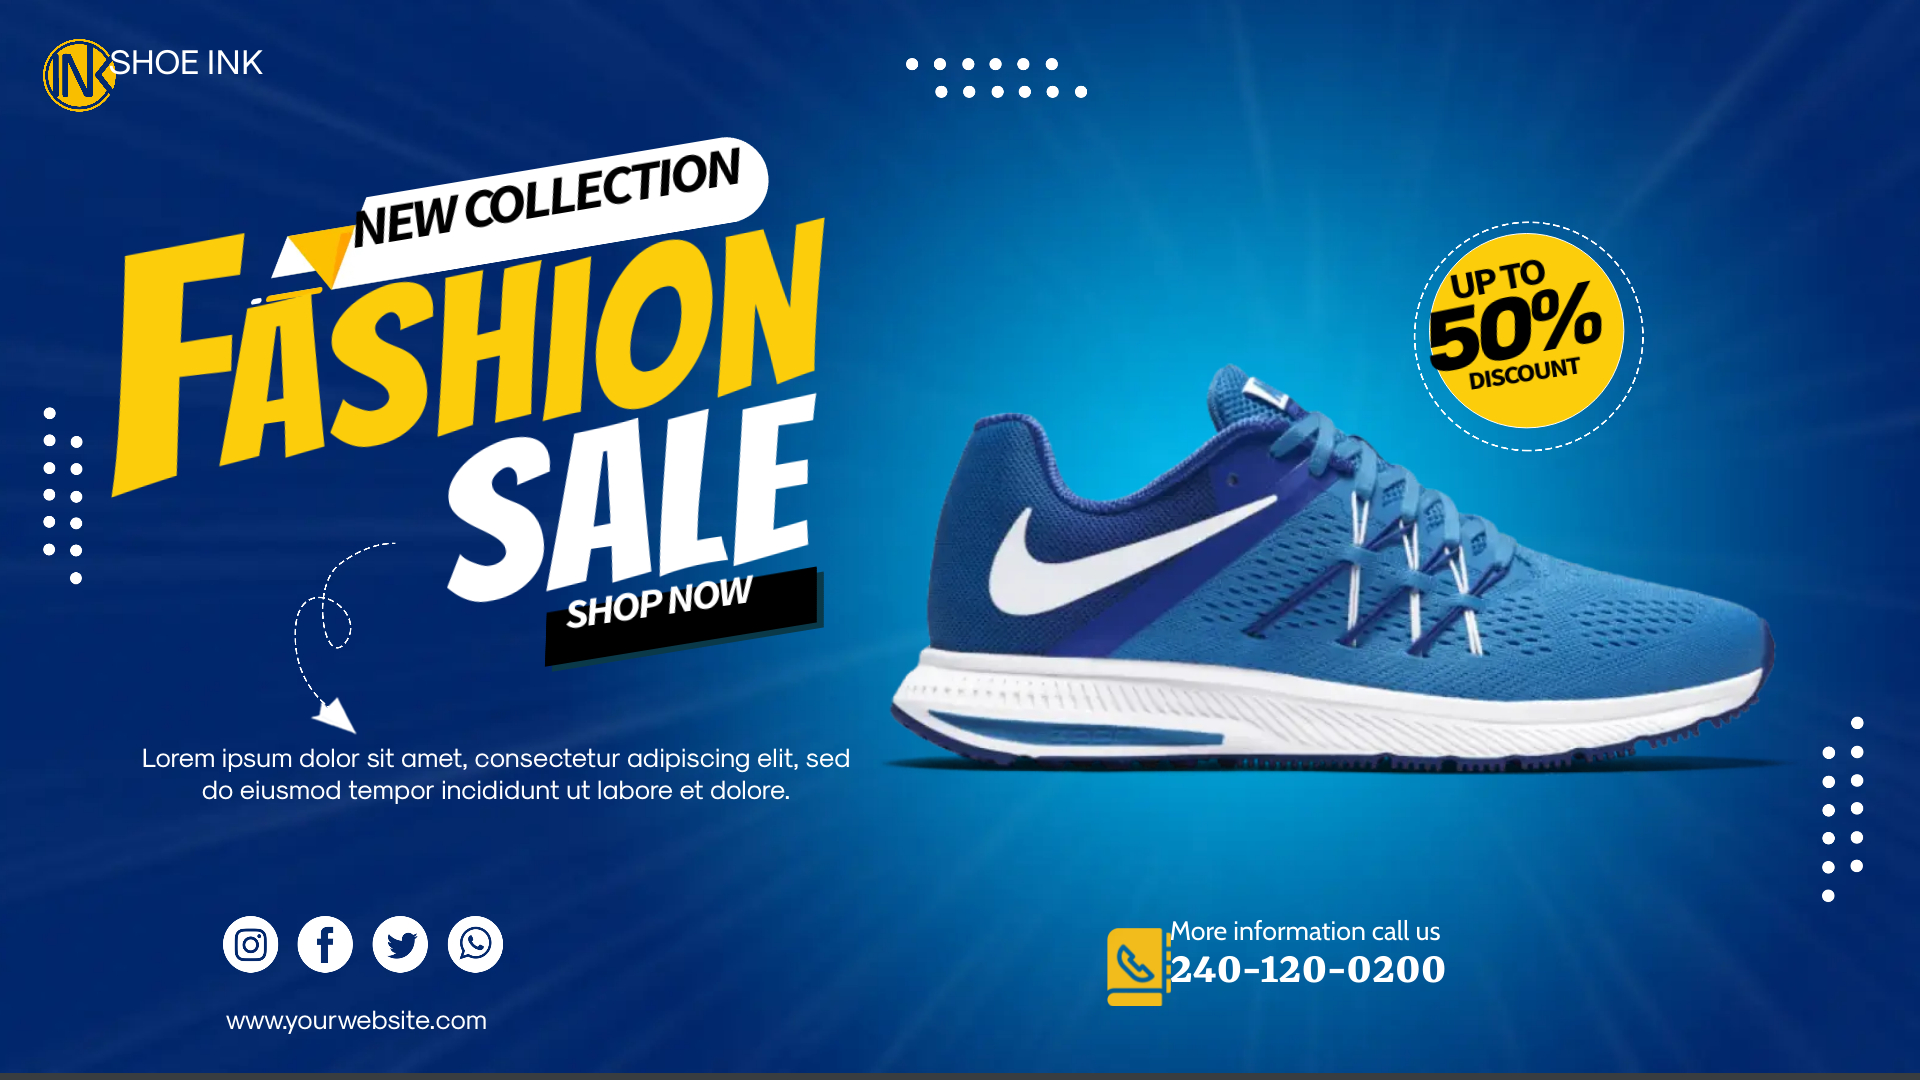 INK
SHOE INK
NEW COLLECTION
FASHION
SALE
SHOP NOW
UP TO
50%
DISCOUNT
Lorem ipsum dolor sit amet, consectetur adipiscing elit, sed
do eiusmod tempor incididunt ut labore et dolore.
www.yourwebsite.com
More information call us
240-120-0200